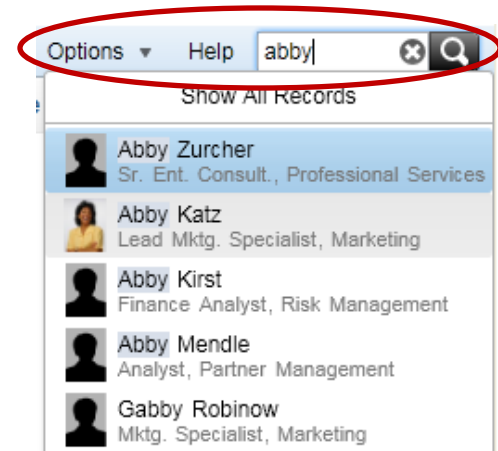 Options Help abby
Show All Records
Abby Zurcher
Sr. Ent. Consult., Professional Services
Abby Katz
Lead Mktg. Specialist, Marketing
Abby Kirst
Finance Analyst, Risk Management
Abby Mendle
Analyst, Partner Management
Gabby Robinow
Mktg. Specialist, Marketing